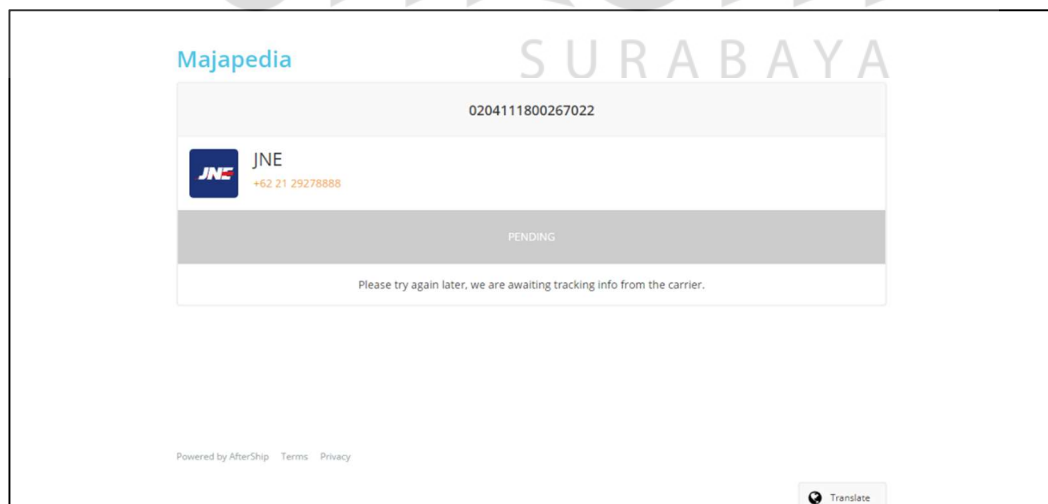 SURABAYA
Majapedia
0204111800267022
JNE
JNE
+62 21 29278888
PENDING
Please try again later, we are awaiting tracking info from the carrier.
Powered by AfterShip Terms Privacy
Translate